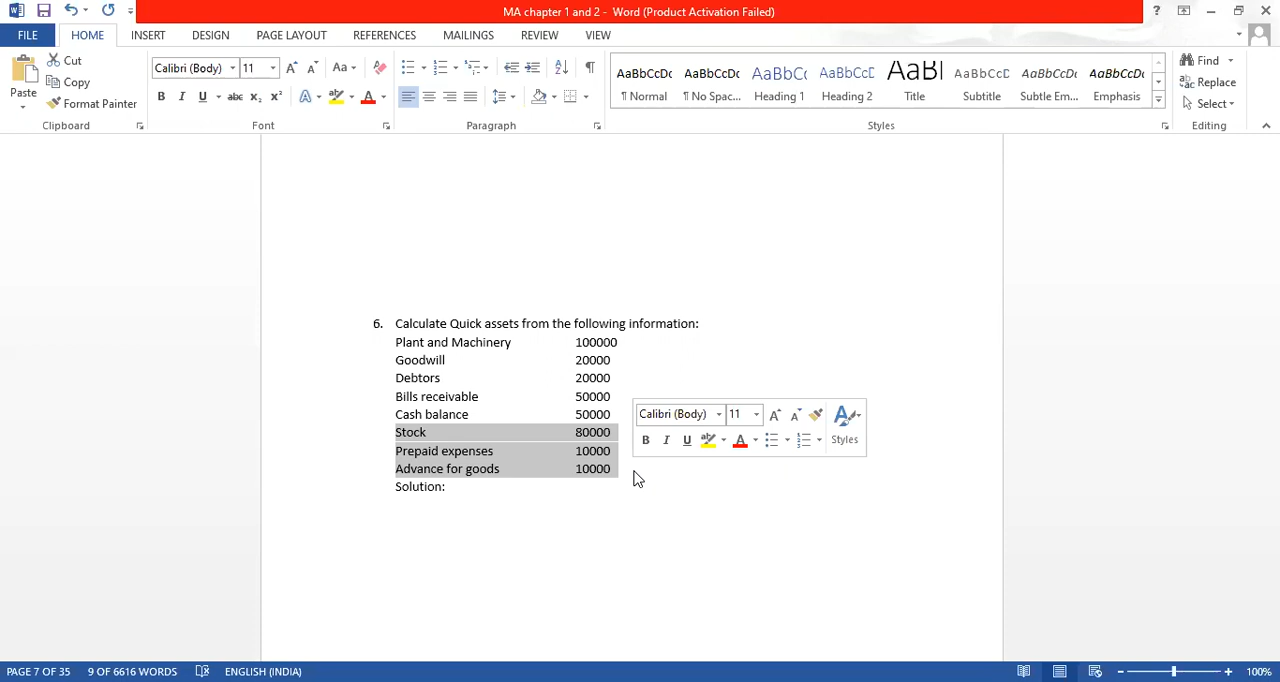 MA chapter 1 and 2 - Word (Product Activation Failed)
FILE HOME INSERT DESIGN PAGE LAYOUT REFERENCES MAILINGS REVIEW VIEW
Paste
Cut
Copy
Format Painter
Clipboard
Calibri (Body) 11
Font
Paragraph
AaBbCcDc AaBbCcDc AaBbCc AaBbCcD AaBl AaBbCcD AaBbCcDc AaBbCcDc
¶ Normal ¶ No Spac... Heading 1 Heading 2 Title Subtitle Subtle Em... Emphasis
Styles
Find
Replace
Select
Editing
6. Calculate Quick assets from the following information:
Plant and Machinery 100000
Goodwill 20000
Debtors 20000
Bills receivable 50000
Cash balance 50000
Stock 80000
Prepaid expenses 10000
Advance for goods 10000
Solution:
Calibri (Body) 11
B I U Styles
PAGE 7 OF 35 9 OF 6616 WORDS ENGLISH (INDIA) 100%